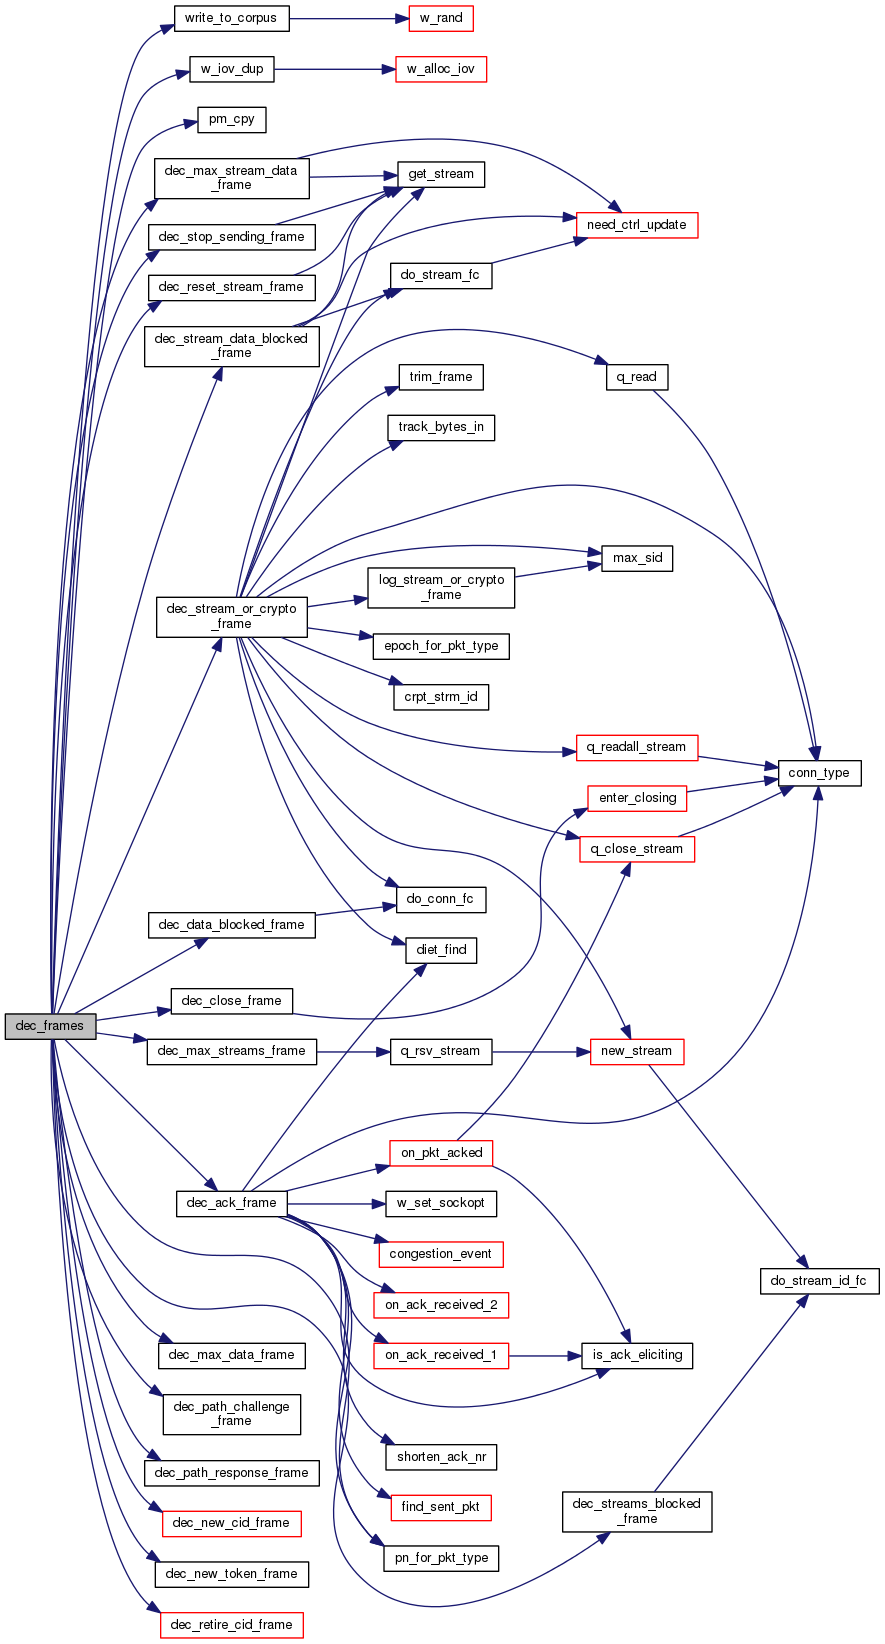 write_to_corpus
w_rand
w_iov_dup
w_alloc_iov
pm_cpy
dec_max_stream_data
_frame
get_stream
need_ctrl_update
dec_stop_sending_frame
do_stream_fc
dec_reset_stream_frame
dec_stream_data_blocked
_frame
trim_frame
q_read
track_bytes_in
max_sid
log_stream_or_crypto
_frame
dec_stream_or_crypto
_frame
epoch_for_pkt_type
crpt_strm_id
q_readall_stream
conn_type
enter_closing
q_close_stream
do_conn_fc
dec_data_blocked_frame
diet_find
dec_close_frame
dec_frames
dec_max_streams_frame
q_rsv_stream
new_stream
on_pkt_acked
dec_ack_frame
w_set_sockopt
congestion_event
do_stream_id_fc
on_ack_received_2
dec_max_data_frame
on_ack_received_1
is_ack_eliciting
dec_path_challenge
_frame
shorten_ack_nr
dec_path_response_frame
find_sent_pkt
dec_streams_blocked
_frame
dec_new_cid_frame
pn_for_pkt_type
dec_new_token_frame
dec_retire_cid_frame